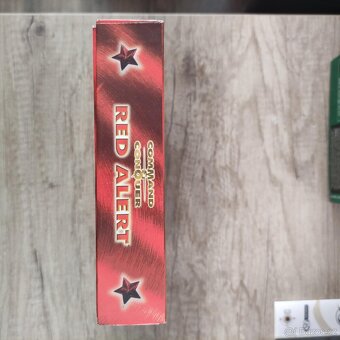 COMMAND
& CONQUER
RED ALERT